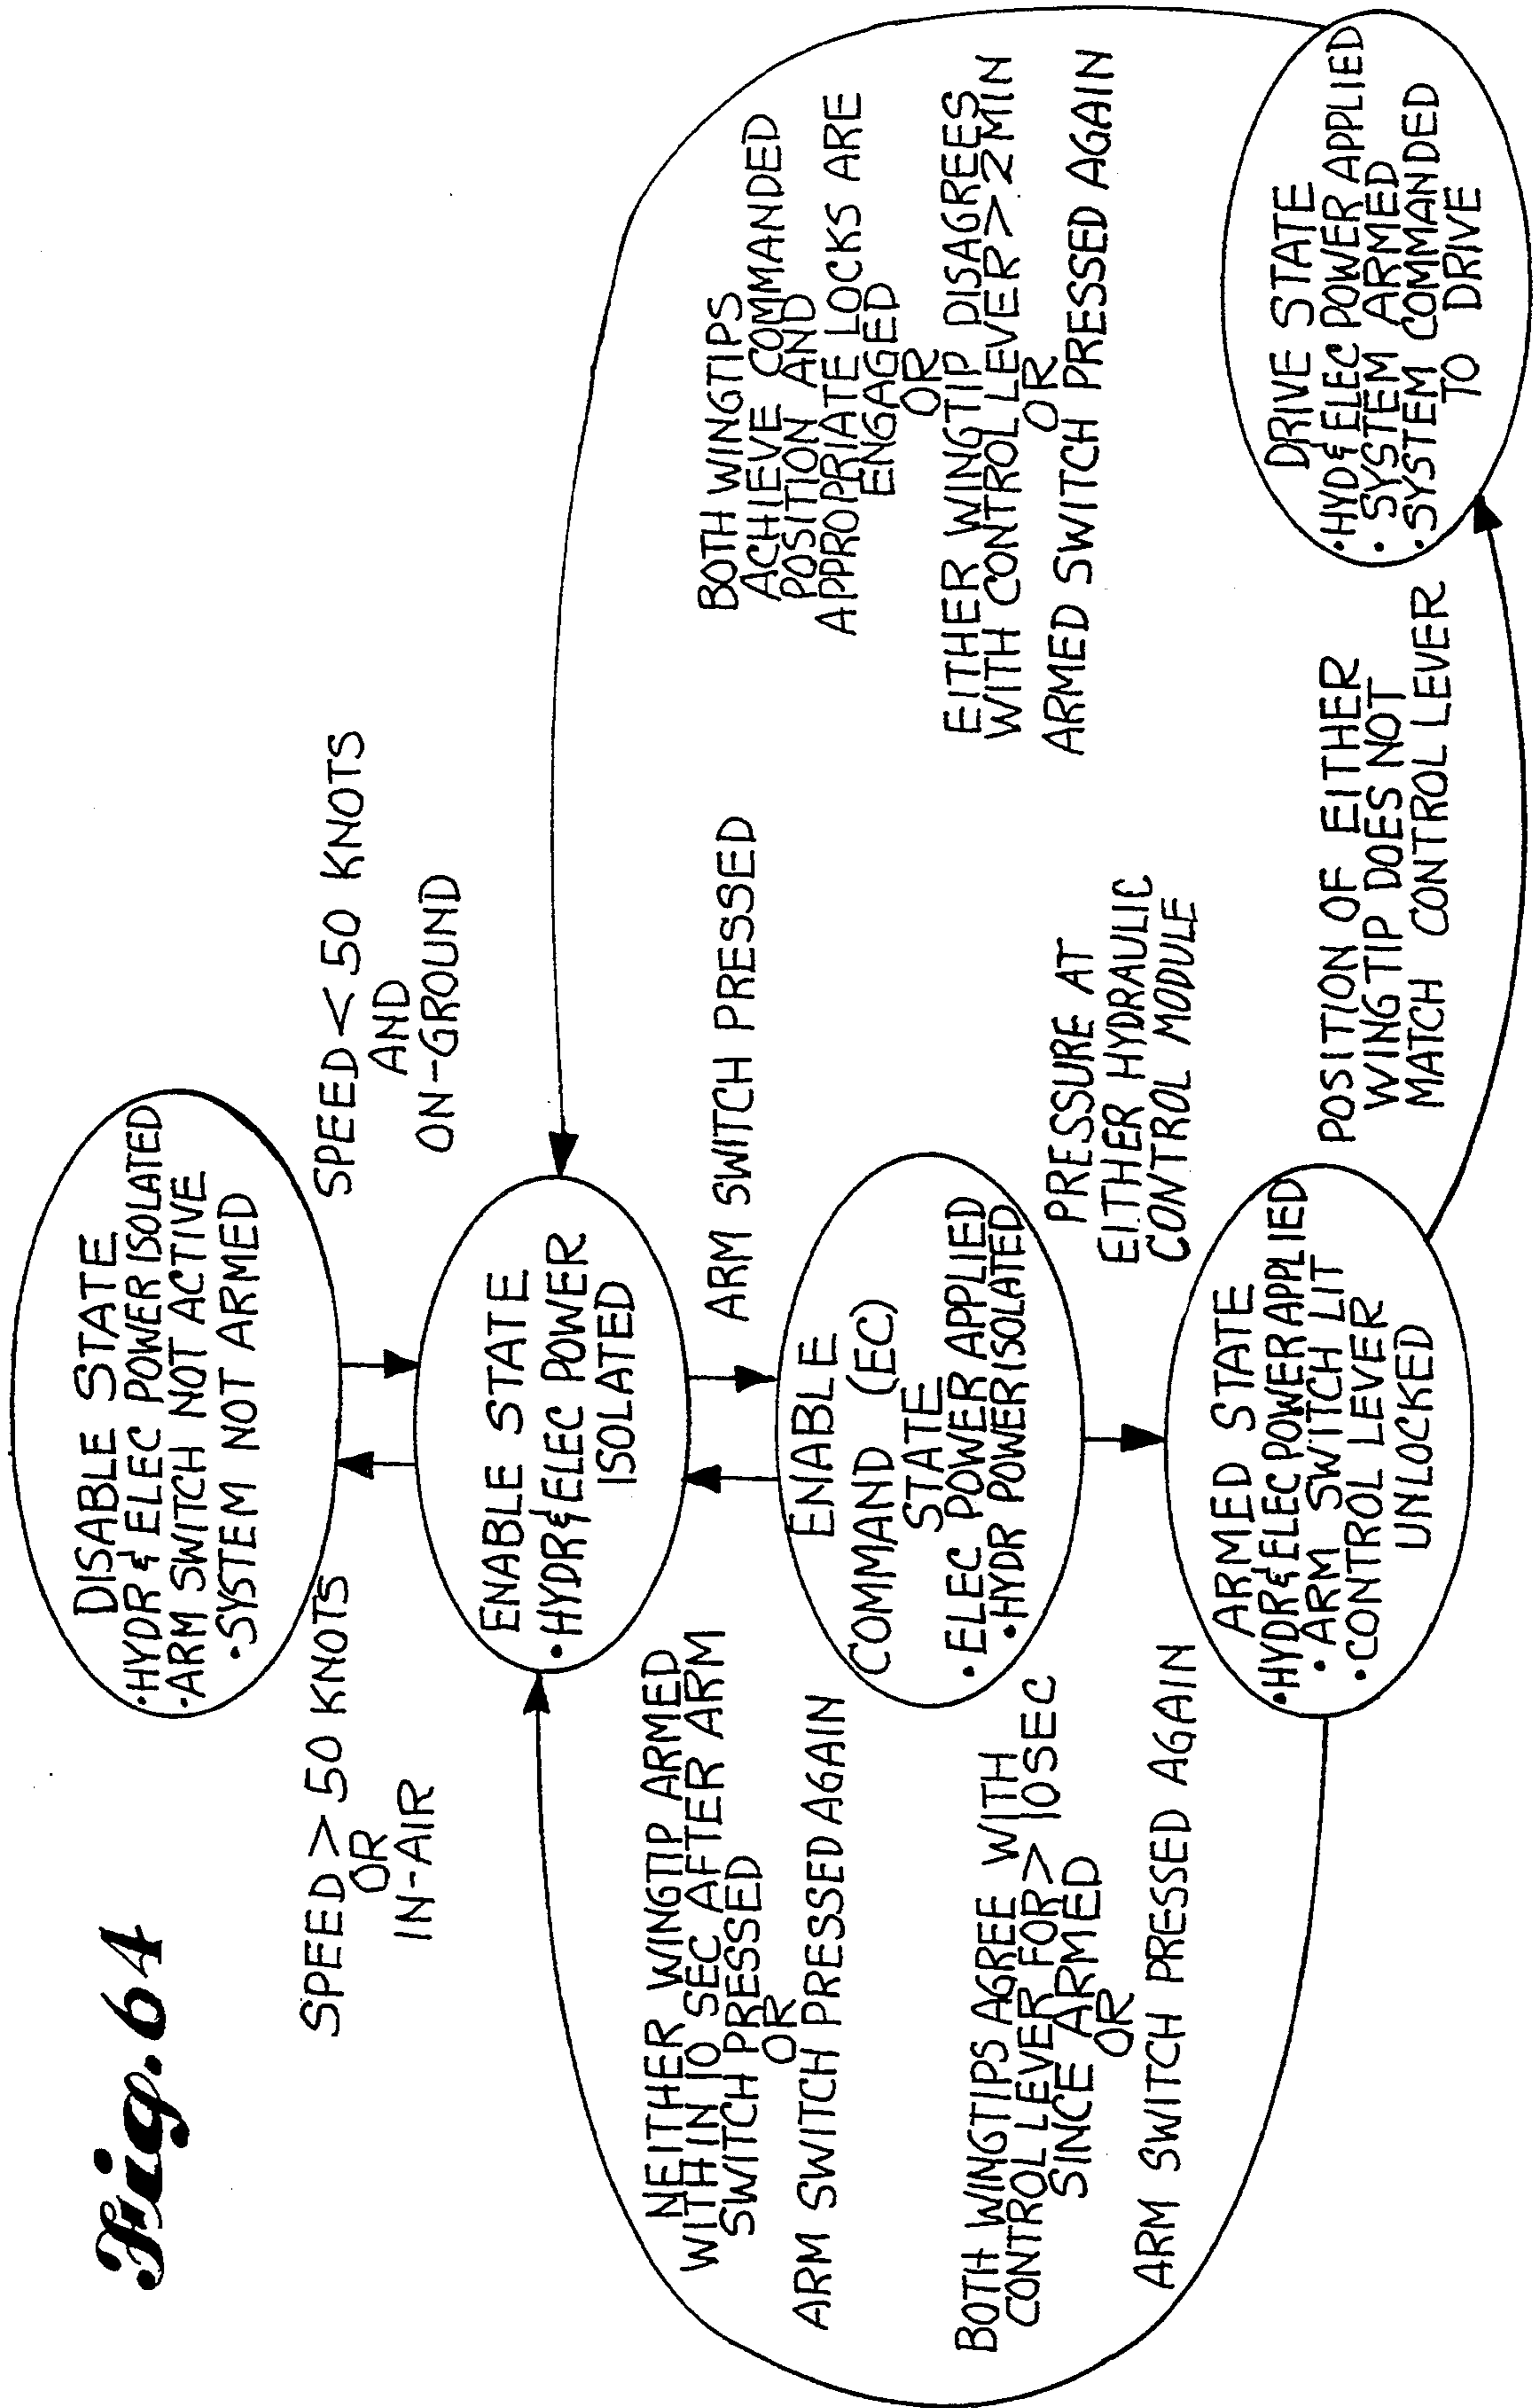 Fig. 64
DISABLE STATE
•HYDR & ELEC POWER ISOLATED
•ARM SWITCH NOT ACTIVE
•SYSTEM NOT ARMED
SPEED > 50 KNOTS
OR
IN-AIR
SPEED < 50 KNOTS
AND
ON-GROUND
ENABLE STATE
•HYDR & ELEC POWER
ISOLATED
NEITHER WINGTIP ARMED
WITHIN 10 SEC AFTER ARM
SWITCH PRESSED
OR
ARM SWITCH PRESSED AGAIN
ARM SWITCH PRESSED
BOTH WINGTIPS
ACHIEVE COMMANDED
POSITION AND
APPROPRIATE LOCKS ARE
ENGAGED
OR
EITHER WINGTIP DISAGREES
WITH CONTROL LEVER > 2 MIN
OR
ARMED SWITCH PRESSED AGAIN
ENABLE
COMMAND (EC)
STATE
•ELEC POWER APPLIED
•HYDR POWER ISOLATED
BOTH WINGTIPS AGREE WITH
CONTROL LEVER FOR > 10SEC
SINCE ARMED
OR
ARM SWITCH PRESSED AGAIN
PRESSURE AT
EITHER HYDRAULIC
CONTROL MODULE
ARMED STATE
•HYDR & ELEC POWER APPLIED
•ARM SWITCH LIT
•CONTROL LEVER
UNLOCKED
POSITION OF EITHER
WINGTIP DOES NOT
MATCH CONTROL LEVER
DRIVE STATE
•HYD & ELEC POWER APPLIED
•SYSTEM ARMED
•SYSTEM COMMANDED
TO DRIVE